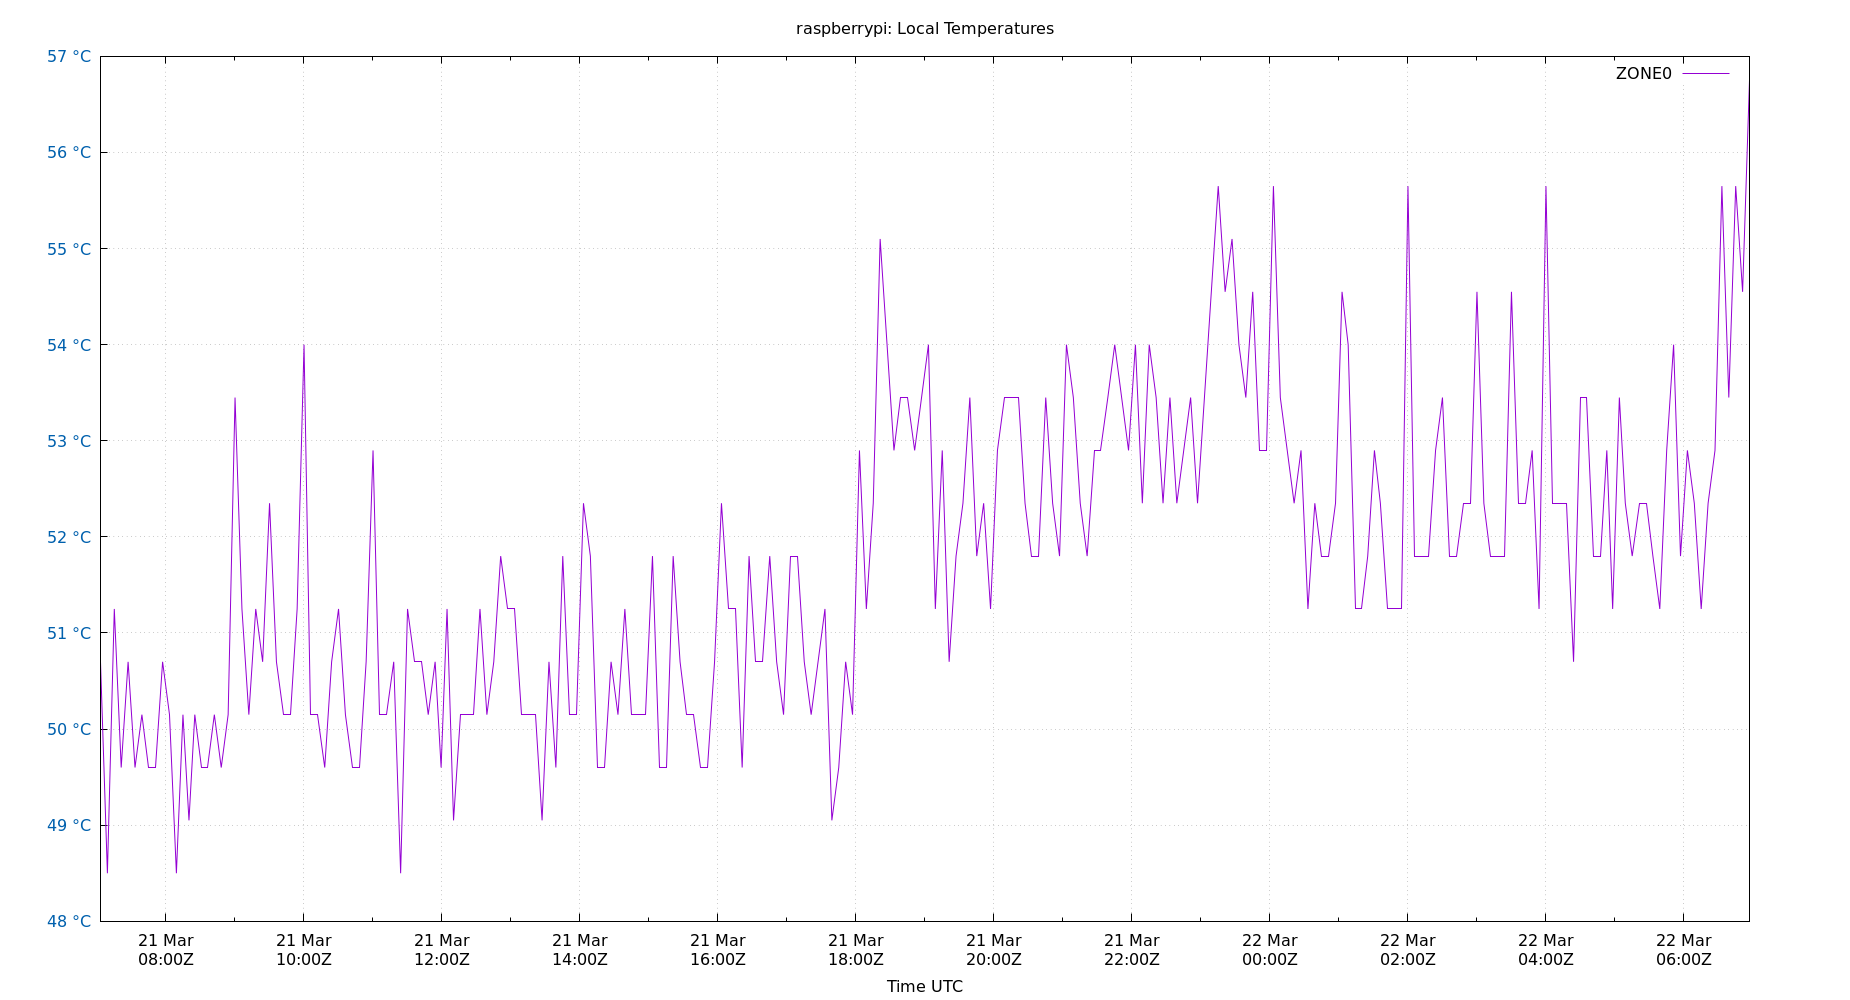 raspberrypi: Local Temperatures
57 °C
ZONE0
56 °C
55 °C
54 °C
53 °C
52 °C
51 °C
50 °C
49 °C
48 °C
21 Mar 21 Mar 21 Mar 21 Mar 21 Mar 21 Mar 21 Mar 21 Mar 22 Mar 22 Mar 22 Mar 22 Mar
08:00Z 10:00Z 12:00Z 14:00Z 16:00Z 18:00Z 20:00Z 22:00Z 00:00Z 02:00Z 04:00Z 06:00Z
Time UTC